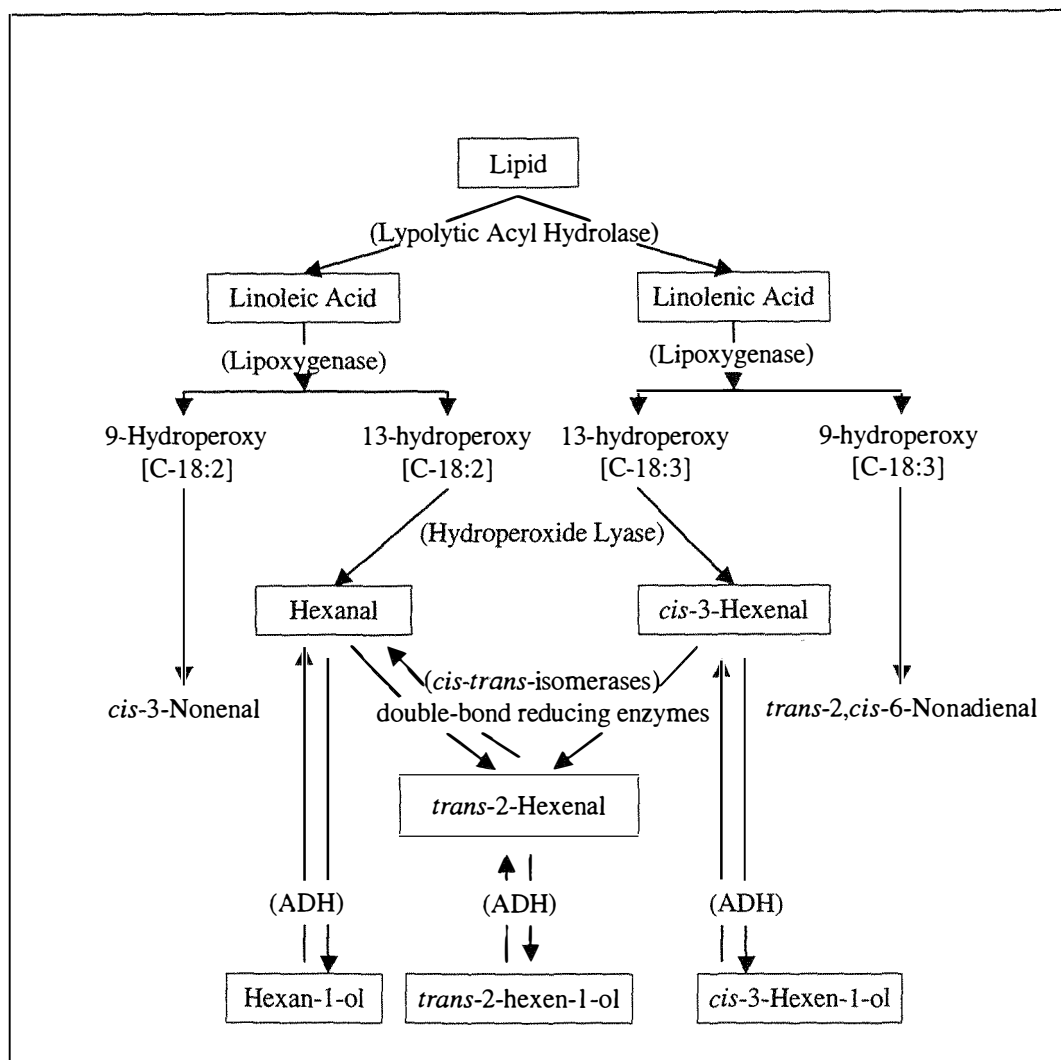 Lipid
(Lypolytic Acyl Hydrolase)
Linoleic Acid
Linolenic Acid
(Lipoxygenase)
(Lipoxygenase)
9-Hydroperoxy
[C-18:2]
13-hydroperoxy
[C-18:2]
13-hydroperoxy
[C-18:3]
9-hydroperoxy
[C-18:3]
(Hydroperoxide Lyase)
Hexanal
cis-3-Hexenal
(cis-trans-isomerases)
double-bond reducing enzymes
cis-3-Nonenal
trans-2,cis-6-Nonadienal
trans-2-Hexenal
(ADH)
(ADH)
(ADH)
Hexan-1-ol
trans-2-hexen-1-ol
cis-3-Hexen-1-ol